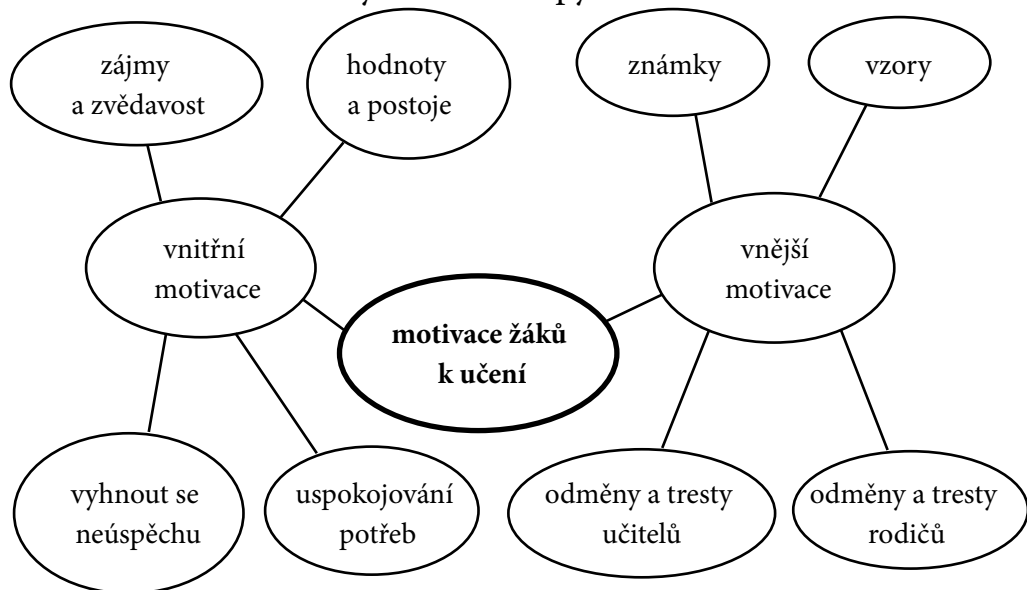 zájmy
a zvědavost
hodnoty
a postoje
známky
vzory
vnitřní
motivace
vnější
motivace
motivace žáků
k učení
vyhnout se
neúspěchu
uspokojování
potřeb
odměny a tresty
učitelů
odměny a tresty
rodičů